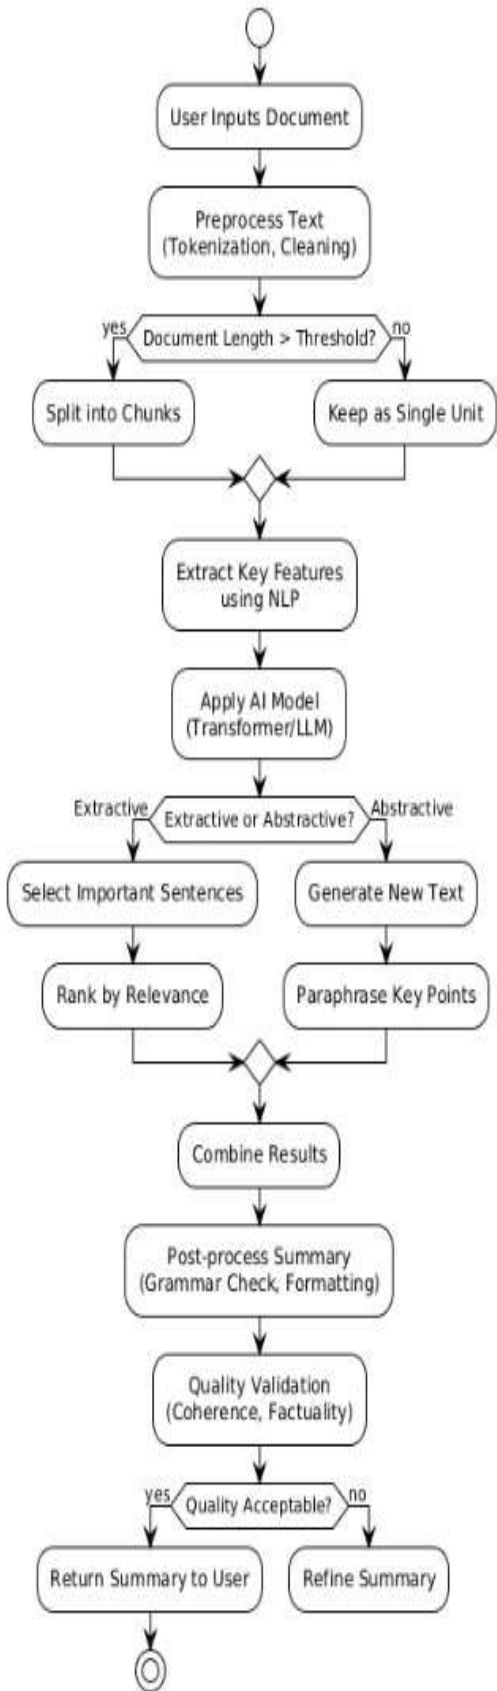 User Inputs Document
Preprocess Text
(Tokenization, Cleaning)
yes
Document Length > Threshold?
no
Split into Chunks
Keep as Single Unit
Extract Key Features
using NLP
Apply AI Model
(Transformer/LLM)
Extractive
Extractive or Abstractive?
Abstractive
Select Important Sentences
Generate New Text
Rank by Relevance
Paraphrase Key Points
Combine Results
Post-process Summary
(Grammar Check, Formatting)
Quality Validation
(Coherence, Factuality)
yes
Quality Acceptable?
no
Return Summary to User
Refine Summary